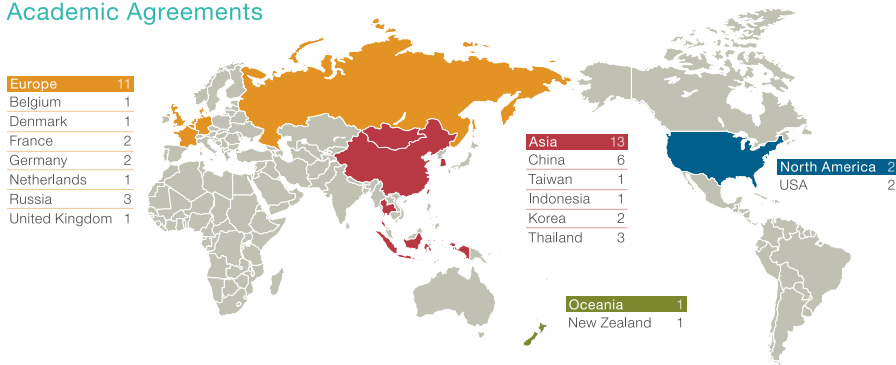 Academic Agreements
Europe 11
Belgium 1
Denmark 1
France 2
Germany 2
Netherlands 1
Russia 3
United Kingdom 1
Asia 13
China 6
Taiwan 1
Indonesia 1
Korea 2
Thailand 3
North America 2
USA 2
Oceania 1
New Zealand 1